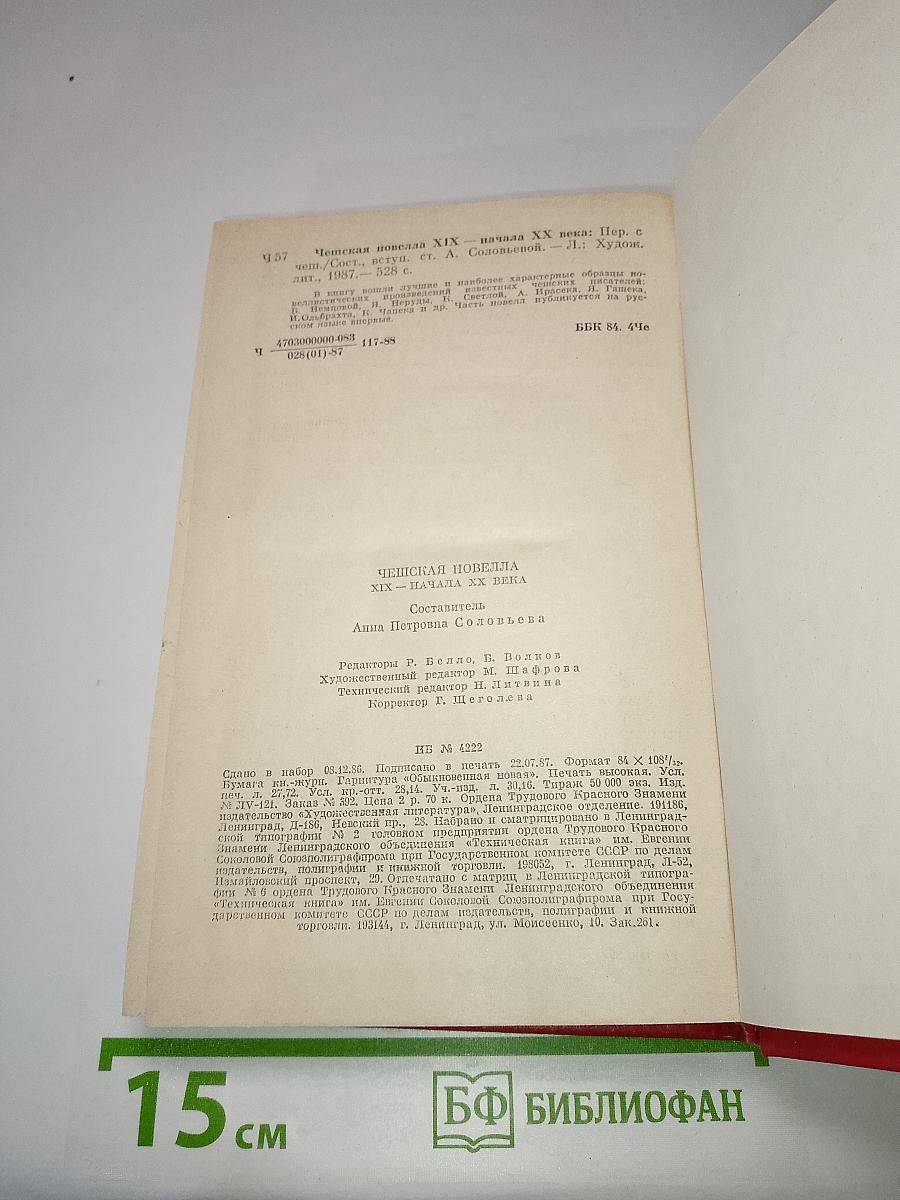 Ч 57
Чешская новелла XIX — начала XX века: Пер. с
чеш./Сост., вступ. ст. А. Соловьевой. — Л.: Худож.
лит., 1987.— 528 с.
В книгу вошли лучшие и наиболее характерные образцы но-
веллистических произведений известных чешских писателей:
Б. Немцовой, Я. Неруды, К. Светлой, А. Ирасека, Я. Гашека,
И. Ольбрахта, К. Чапека и др. Часть новелл публикуется на рус-
ском языке впервые.
Ч 4703000000-083
028(01)-87
117-88
ББК 84. 4Че
ЧЕШСКАЯ НОВЕЛЛА
XIX — НАЧАЛА XX ВЕКА
Составитель
Анна Петровна Соловьева
Редакторы Р. Белло, Б. Волков
Художественный редактор М. Шафрова
Технический редактор Н. Литвина
Корректор Г. Щеголева
ИБ № 4222
Сдано в набор 08.12.86. Подписано в печать 22.07.87. Формат 84 × 108¹/₃₂.
Бумага кн.-журн. Гарнитура «Обыкновенная новая». Печать высокая. Усл.
печ. л. 27,72. Усл. кр.-отт. 28,14. Уч.-изд. л. 30,16. Тираж 50 000 экз. Изд.
№ ЛV-121. Заказ № 392. Цена 2 р. 70 к. Ордена Трудового Красного Знамени
издательство «Художественная литература», Ленинградское отделение. 191186,
Ленинград, Д-186, Невский пр., 28. Набрано и сматрицировано в Ленинград-
ской типографии № 2 головном предприятии ордена Трудового Красного
Знамени Ленинградского объединения «Техническая книга» им. Евгении
Соколовой Союзполиграфпрома при Государственном комитете СССР по делам
издательств, полиграфии и книжной торговли. 198052, г. Ленинград, Л-52,
Измайловский проспект, 29. Отпечатано с матриц в Ленинградской типогра-
фии № 6 ордена Трудового Красного Знамени Ленинградского объединения
«Техническая книга» им. Евгении Соколовой Союзполиграфпрома при Госу-
дарственном комитете СССР по делам издательств, полиграфии и книжной
торговли. 193144, г. Ленинград, ул. Моисеенко, 10. Зак.261.
15 см
БФ БИБЛИОФАН